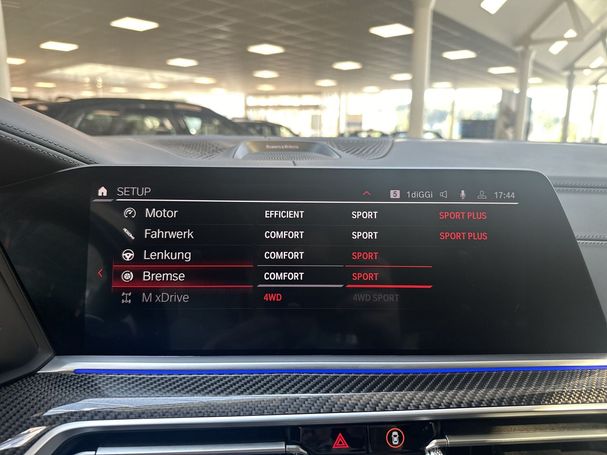 SETUP 5 1diGGi 17:44
Motor EFFICIENT SPORT SPORT PLUS
Fahrwerk COMFORT SPORT SPORT PLUS
Lenkung COMFORT SPORT
Bremse COMFORT SPORT
M xDrive 4WD 4WD SPORT